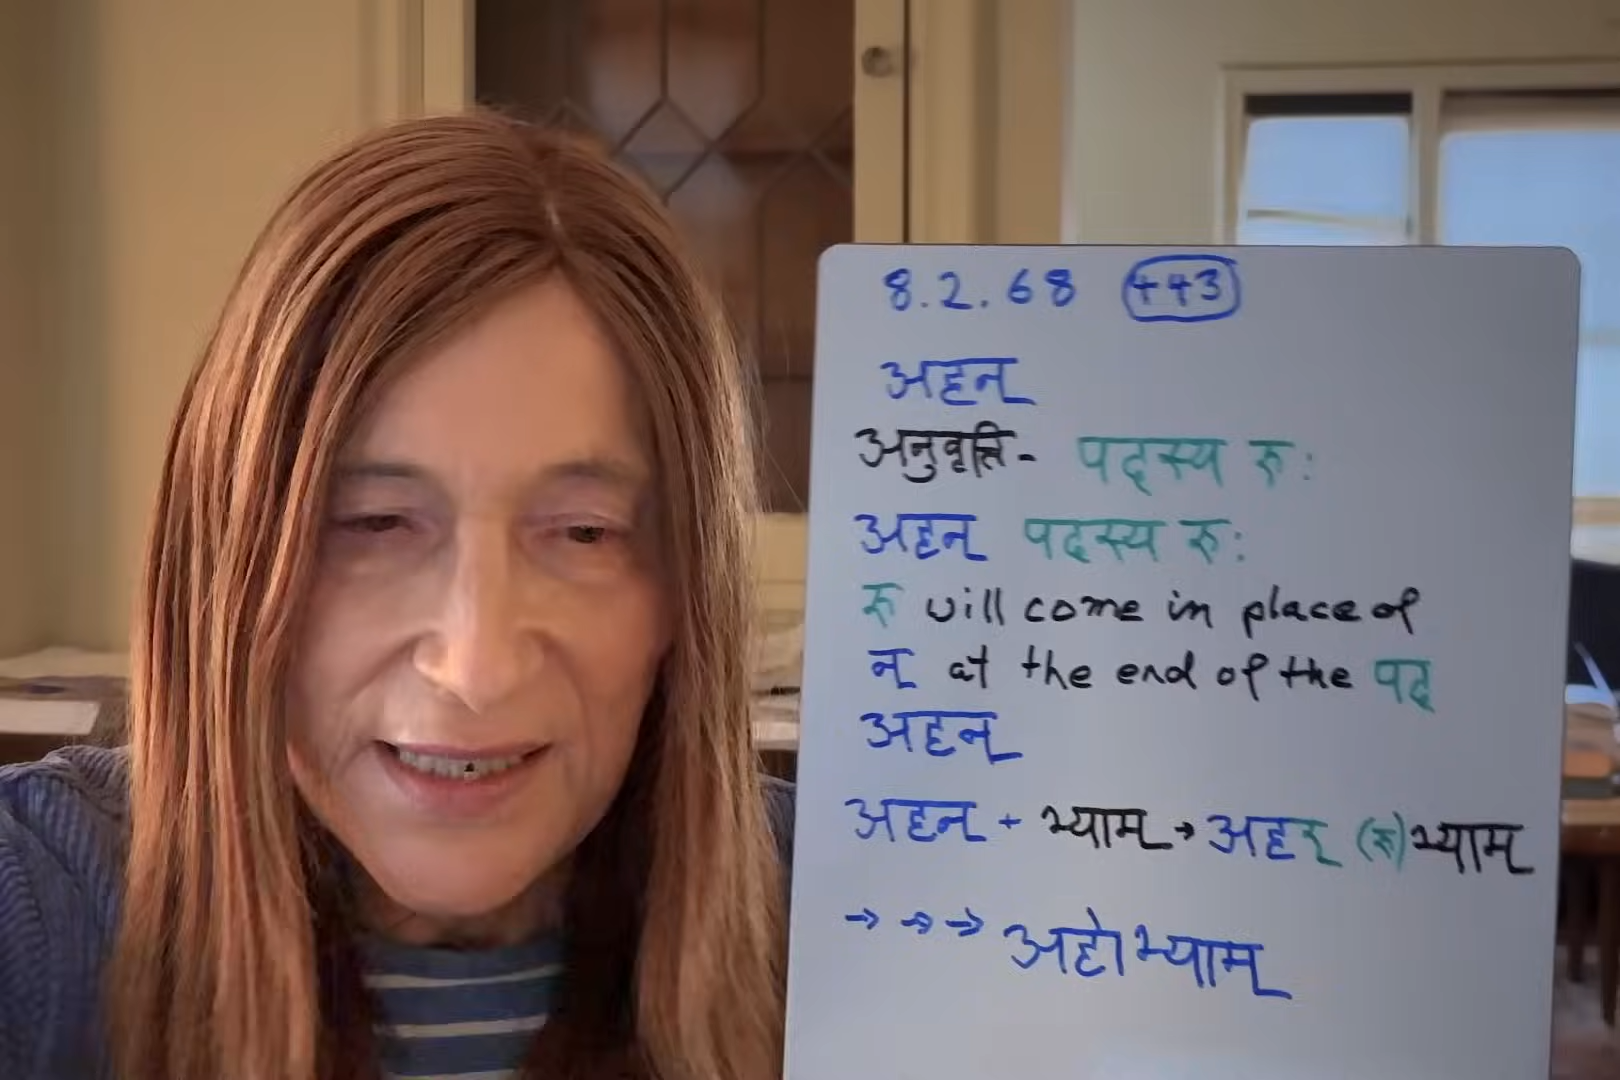 8.2.68 443
अहन्
अनुवृत्ति- पदस्य रुः
अहन् पदस्य रुः
रु will come in place of
न् at the end of the पद
अहन्
अहन् + भ्याम् → अहर् (रु) भ्याम्
→ → → अहोभ्याम्